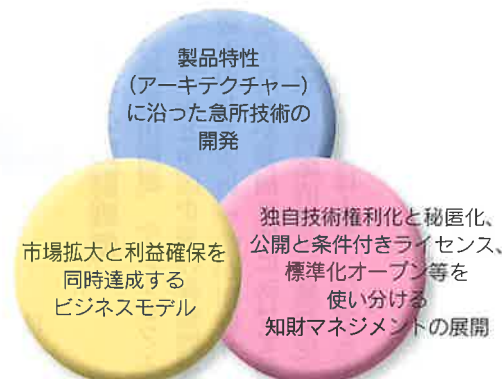 製品特性
（アーキテクチャー）
に沿った急所技術の
開発
市場拡大と利益確保を
同時達成する
ビジネスモデル
独自技術権利化と秘匿化、
公開と条件付きライセンス、
標準化オープン等を
使い分ける
知財マネジメントの展開